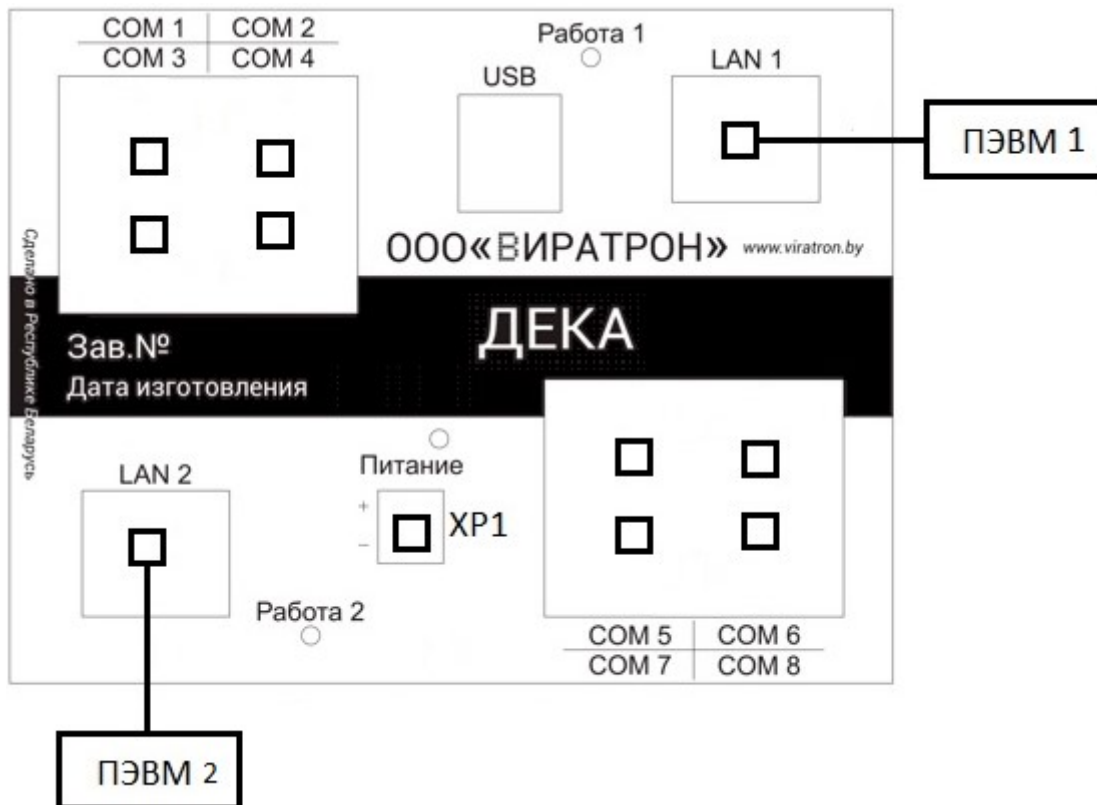 COM 1 COM 2
COM 3 COM 4
Работа 1
USB
LAN 1
ПЭВМ 1
ООО«ВИРАТРОН» www.viratron.by
Сделано в Республике Беларусь
ДЕКА
Зав.№
Дата изготовления
LAN 2
Питание
+
–
XP1
Работа 2
COM 5 COM 6
COM 7 COM 8
ПЭВМ 2